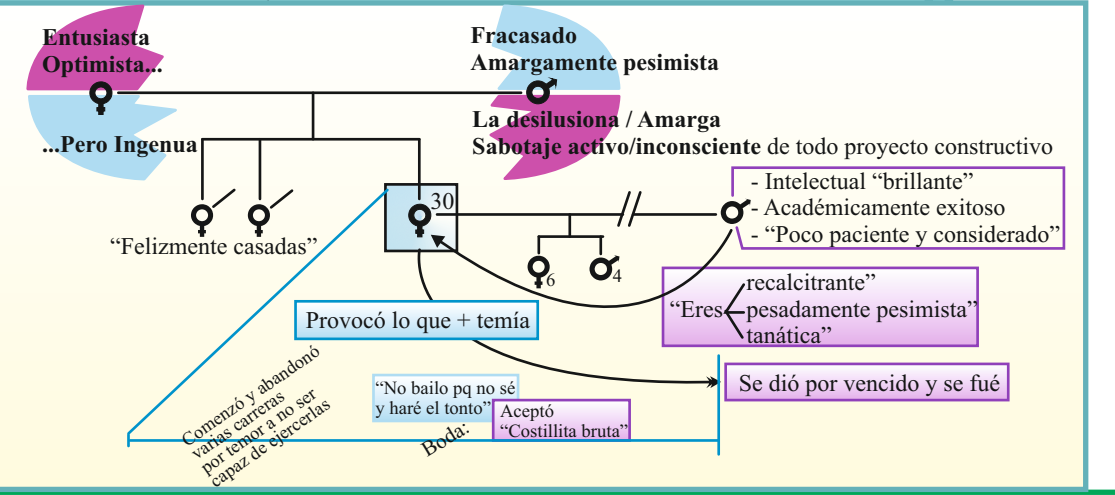 Entusiasta
Optimista...
...Pero Ingenua
Fracasado
Amargamente pesimista
La desilusiona / Amarga
Sabotaje activo/inconsciente de todo proyecto constructivo
- Intelectual “brillante”
- Académicamente exitoso
- “Poco paciente y considerado”
30
“Felizmente casadas”
6
4
“Eres
recalcitrante”
pesadamente pesimista”
tanática”
Provocó lo que + temía
Se dió por vencido y se fué
Comenzó y abandonó
varias carreras
por temor a no ser
capaz de ejercerlas
“No bailo pq no sé
y haré el tonto”
Boda:
Aceptó
“Costillita bruta”